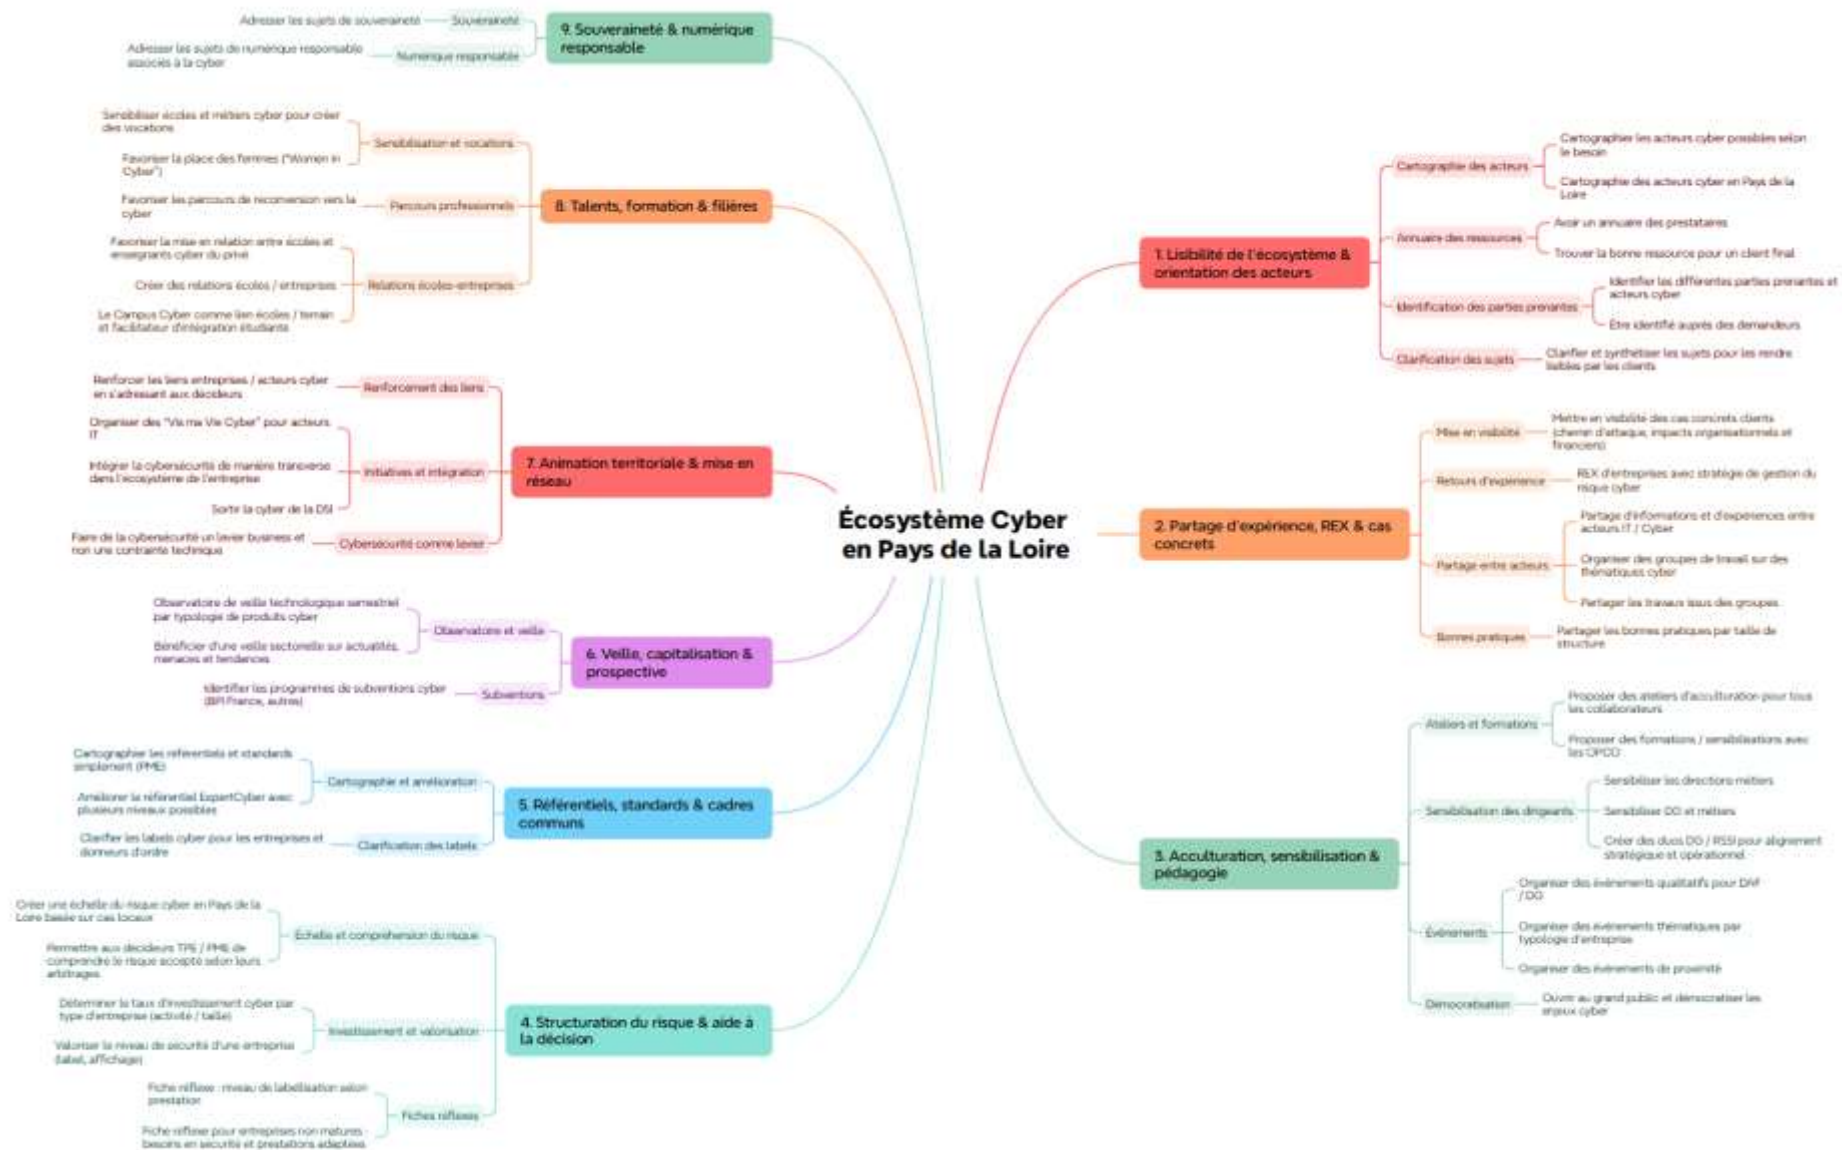 Écosystème Cyber
en Pays de la Loire
1. Lisibilité de l'écosystème &
orientation des acteurs
Cartographie des acteurs
Cartographier les acteurs cyber possibles selon
le besoin
Cartographie des acteurs cyber en Pays de la
Loire
Annuaire des ressources
Avoir un annuaire des prestataires
Trouver la bonne ressource pour un client final
Identification des parties prenantes
Identifier les différentes parties prenantes et
acteurs cyber
Être identifié auprès des demandeurs
Clarification des sujets
Clarifier et synthétiser les sujets pour les rendre
lisibles par les clients
2. Partage d'expérience, REX & cas
concrets
Mise en visibilité
Mettre en visibilité des cas concrets clients
(chemin d'attaque, impacts organisationnels et
financiers)
Retours d'expérience
REX d'entreprises avec stratégie de gestion du
risque cyber
Partage entre acteurs
Partage d'informations et d'expériences entre
acteurs IT / Cyber
Organiser des groupes de travail sur des
thématiques cyber
Partager les travaux issus des groupes
Bonnes pratiques
Partager les bonnes pratiques par taille de
structure
3. Acculturation, sensibilisation &
pédagogie
Ateliers et formations
Proposer des ateliers d'acculturation pour tous
les collaborateurs
Proposer des formations / sensibilisations avec
les OPCO
Sensibilisation des dirigeants
Sensibiliser les directions métiers
Sensibiliser DG et métiers
Créer des duos DG / RSSI pour alignement
stratégique et opérationnel
Événements
Organiser des événements qualitatifs pour DAF
/ DG
Organiser des événements thématiques par
typologie d'entreprise
Organiser des événements de proximité
Démocratisation
Ouvrir au grand public et démocratiser les
enjeux cyber
4. Structuration du risque & aide à
la décision
Échelle et compréhension du risque
Créer une échelle du risque cyber en Pays de la
Loire basée sur cas locaux
Permettre aux décideurs TPE / PME de
comprendre le risque accepté selon leurs
arbitrages
Investissement et valorisation
Déterminer le taux d'investissement cyber par
type d'entreprise (activité / taille)
Valoriser le niveau de sécurité d'une entreprise
(label, affichage)
Fiches réflexes
Fiche réflexe : niveau de labellisation selon
prestation
Fiche réflexe pour entreprises non matures :
besoins en sécurité et prestations adaptées
5. Référentiels, standards & cadres
communs
Cartographie et amélioration
Cartographier les référentiels et standards
simplement (PME)
Améliorer le référentiel ExpertCyber avec
plusieurs niveaux possibles
Clarification des labels
Clarifier les labels cyber pour les entreprises et
donneurs d'ordre
6. Veille, capitalisation &
prospective
Observatoire et veille
Observatoire de veille technologique semestriel
par typologie de produits cyber
Bénéficier d'une veille sectorielle sur actualités,
menaces et tendances
Subventions
Identifier les programmes de subventions cyber
(BPI France, autres)
7. Animation territoriale & mise en
réseau
Renforcement des liens
Renforcer les liens entreprises / acteurs cyber
en s'adressant aux décideurs
Initiatives et intégration
Organiser des "Vis ma Vie Cyber" pour acteurs
IT
Intégrer la cybersécurité de manière transverse
dans l'écosystème de l'entreprise
Sortir la cyber de la DSI
Cybersécurité comme levier
Faire de la cybersécurité un levier business et
non une contrainte technique
8. Talents, formation & filières
Sensibilisation et vocations
Sensibiliser écoles et métiers cyber pour créer
des vocations
Favoriser la place des femmes ("Women in
Cyber")
Parcours professionnels
Favoriser les parcours de reconversion vers la
cyber
Relations écoles-entreprises
Favoriser la mise en relation entre écoles et
enseignants cyber du privé
Créer des relations écoles / entreprises
Le Campus Cyber comme lien écoles / terrain
et facilitateur d'intégration étudiante
9. Souveraineté & numérique
responsable
Souveraineté
Adresser les sujets de souveraineté
Numérique responsable
Adresser les sujets de numérique responsable
associés à la cyber